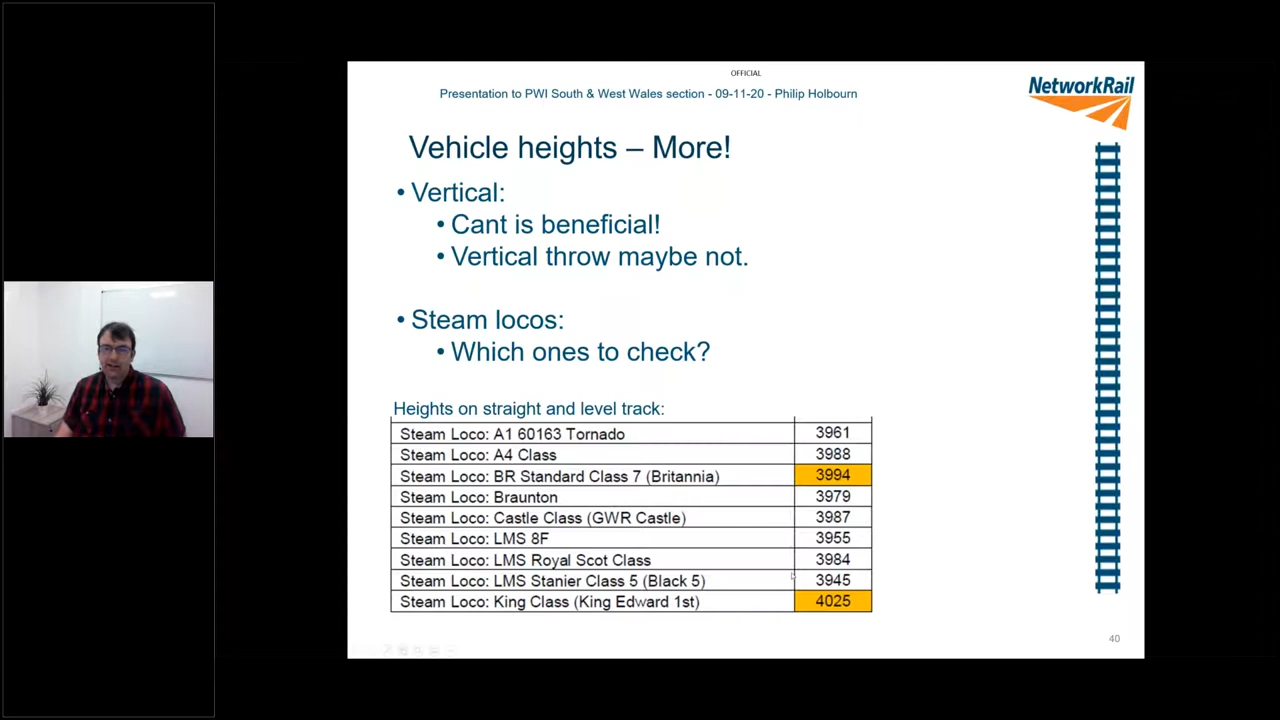 OFFICIAL
Presentation to PWI South & West Wales section - 09-11-20 - Philip Holbourn
NetworkRail
Vehicle heights – More!
• Vertical:
• Cant is beneficial!
• Vertical throw maybe not.
• Steam locos:
• Which ones to check?
Heights on straight and level track:
Steam Loco: A1 60163 Tornado 3961
Steam Loco: A4 Class 3988
Steam Loco: BR Standard Class 7 (Britannia) 3994
Steam Loco: Braunton 3979
Steam Loco: Castle Class (GWR Castle) 3987
Steam Loco: LMS 8F 3955
Steam Loco: LMS Royal Scot Class 3984
Steam Loco: LMS Stanier Class 5 (Black 5) 3945
Steam Loco: King Class (King Edward 1st) 4025
40